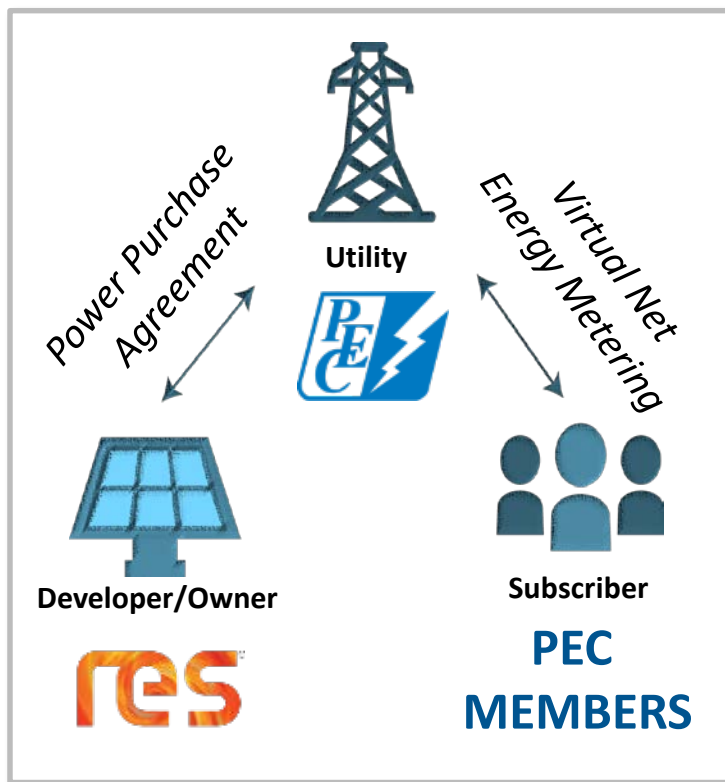 Power Purchase
Agreement
Virtual Net
Energy Metering
Utility
PEC
Developer/Owner
Subscriber
res
PEC
MEMBERS